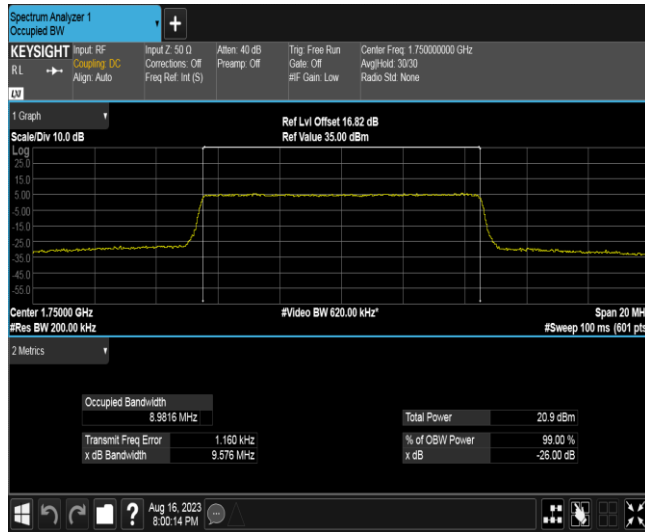 Spectrum Analyzer 1
Occupied BW
+
KEYSIGHT Input: RF Input Z: 50 Ω Atten: 40 dB Trig: Free Run Center Freq: 1.750000000 GHz
RL Coupling: DC Corrections: Off Preamp: Off Gate: Off Avg|Hold: 30/30
Align: Auto Freq Ref: Int (S) #IF Gain: Low Radio Std: None
LXI
1 Graph
Ref Lvl Offset 16.82 dB
Scale/Div 10.0 dB Ref Value 35.00 dBm
Log
25.0
15.0
5.00
-5.00
-15.0
-25.0
-35.0
-45.0
-55.0
Center 1.75000 GHz #Video BW 620.00 kHz* Span 20 MH
#Res BW 200.00 kHz #Sweep 100 ms (601 pts
2 Metrics
Occupied Bandwidth
8.9816 MHz Total Power 20.9 dBm
Transmit Freq Error 1.160 kHz % of OBW Power 99.00 %
x dB Bandwidth 9.576 MHz x dB -26.00 dB
? Aug 16, 2023
8:00:14 PM